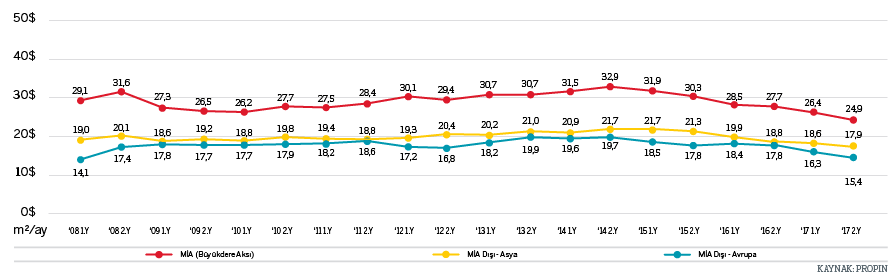 50$
40$
30$
20$
10$
0$
29,1 31,6 27,3 26,5 26,2 27,7 27,5 28,4 30,1 29,4 30,7 30,7 31,5 32,9 31,9 30,3 28,5 27,7 26,4 24,9
19,0 20,1 18,6 19,2 18,8 19,8 19,4 18,8 19,3 20,4 20,2 21,0 20,9 21,7 21,7 21,3 19,9 18,8 18,6 17,9
14,1 17,4 17,8 17,7 17,7 17,9 18,2 18,6 17,2 16,8 18,2 19,9 19,6 19,7 18,5 17,8 18,4 17,8 16,3 15,4
m²/ay '08 1.Y '08 2.Y '09 1.Y '09 2.Y '10 1.Y '10 2.Y '11 1.Y '11 2.Y '12 1.Y '12 2.Y '13 1.Y '13 2.Y '14 1.Y '14 2.Y '15 1.Y '15 2.Y '16 1.Y '16 2.Y '17 1.Y '17 2.Y
MİA (Büyükdere Aksı) MİA Dışı - Asya MİA Dışı - Avrupa
KAYNAK: PROPIN